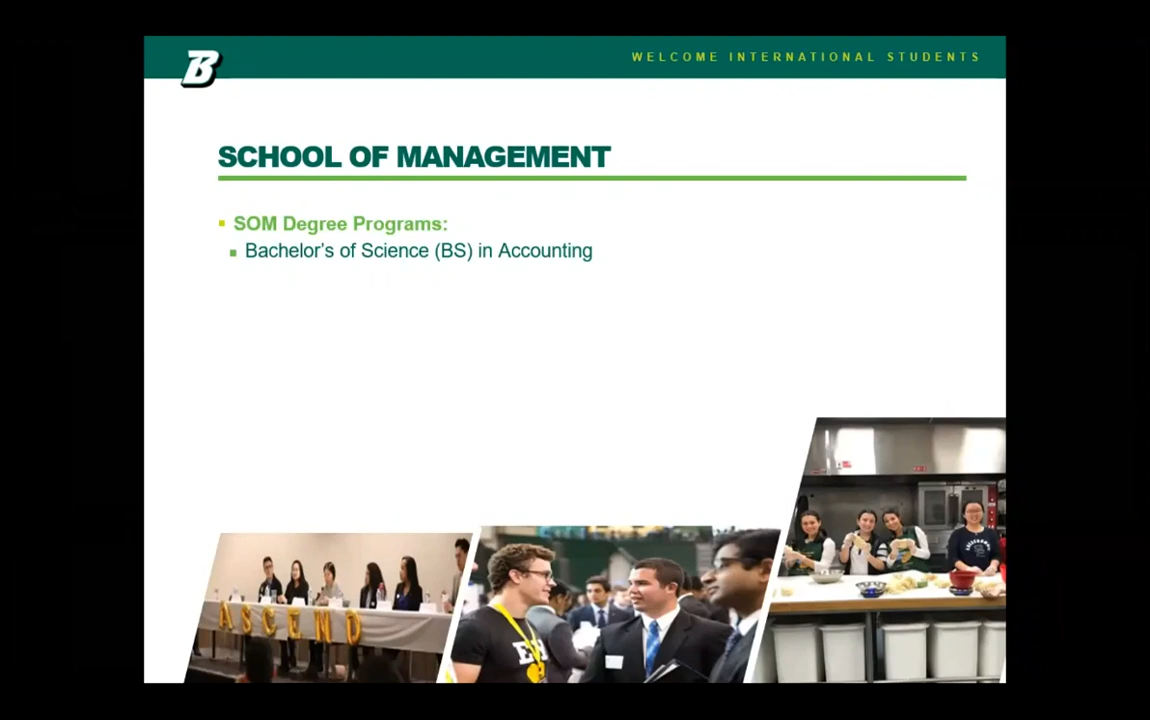 B
WELCOME INTERNATIONAL STUDENTS
SCHOOL OF MANAGEMENT
SOM Degree Programs:
Bachelor's of Science (BS) in Accounting
ASCEND